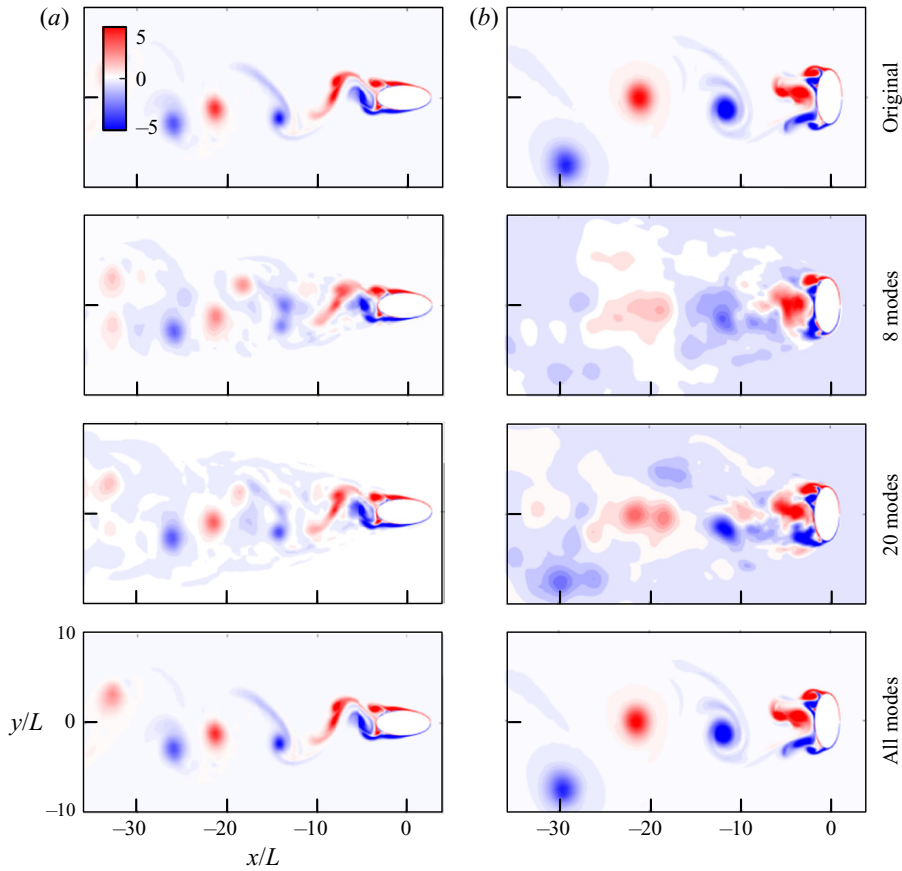 (a)
(b)
5
0
–5
Original
8 modes
20 modes
All modes
10
y/L
0
–10
–30
–20
–10
0
–30
–20
–10
0
x/L
x/L